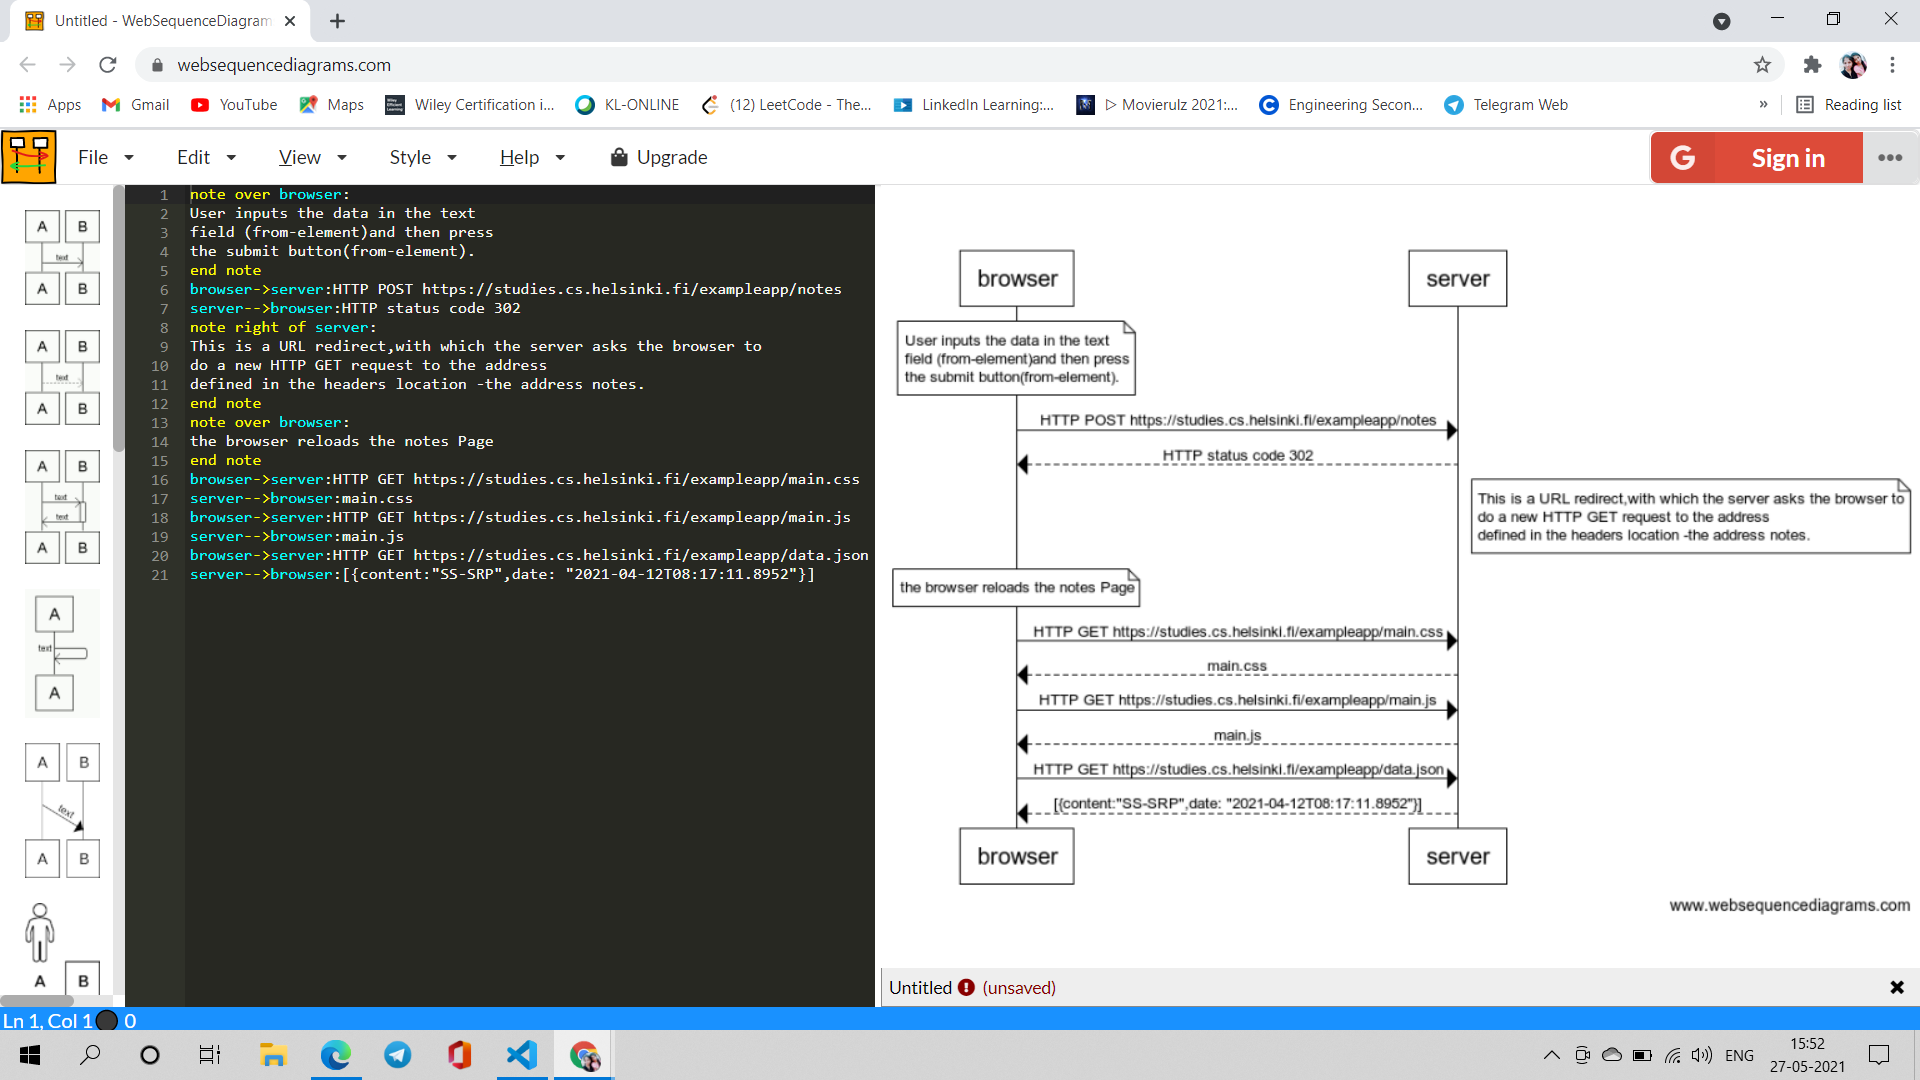 Untitled - WebSequenceDiagram
websequencediagrams.com
Apps Gmail YouTube Maps Wiley Certification i... KL-ONLINE (12) LeetCode - The... LinkedIn Learning:... ▷ Movierulz 2021:... Engineering Secon... Telegram Web » Reading list
File Edit View Style Help Upgrade G Sign in
A B
text
A B
A B
text
A B
A B
text
text
A B
A
text
A
A B
text
A B
A B
1 note over browser:
2 User inputs the data in the text
3 field (from-element)and then press
4 the submit button(from-element).
5 end note
6 browser->server:HTTP POST https://studies.cs.helsinki.fi/exampleapp/notes
7 server-->browser:HTTP status code 302
8 note right of server:
9 This is a URL redirect,with which the server asks the browser to
10 do a new HTTP GET request to the address
11 defined in the headers location -the address notes.
12 end note
13 note over browser:
14 the browser reloads the notes Page
15 end note
16 browser->server:HTTP GET https://studies.cs.helsinki.fi/exampleapp/main.css
17 server-->browser:main.css
18 browser->server:HTTP GET https://studies.cs.helsinki.fi/exampleapp/main.js
19 server-->browser:main.js
20 browser->server:HTTP GET https://studies.cs.helsinki.fi/exampleapp/data.json
21 server-->browser:[{content:"SS-SRP",date: "2021-04-12T08:17:11.8952"}]
browser server
User inputs the data in the text
field (from-element)and then press
the submit button(from-element).
HTTP POST https://studies.cs.helsinki.fi/exampleapp/notes
HTTP status code 302
This is a URL redirect,with which the server asks the browser to
do a new HTTP GET request to the address
defined in the headers location -the address notes.
the browser reloads the notes Page
HTTP GET https://studies.cs.helsinki.fi/exampleapp/main.css
main.css
HTTP GET https://studies.cs.helsinki.fi/exampleapp/main.js
main.js
HTTP GET https://studies.cs.helsinki.fi/exampleapp/data.json
[{content:"SS-SRP",date: "2021-04-12T08:17:11.8952"}]
browser server
www.websequencediagrams.com
Untitled (unsaved)
Ln 1, Col 1 0
ENG
15:52
27-05-2021